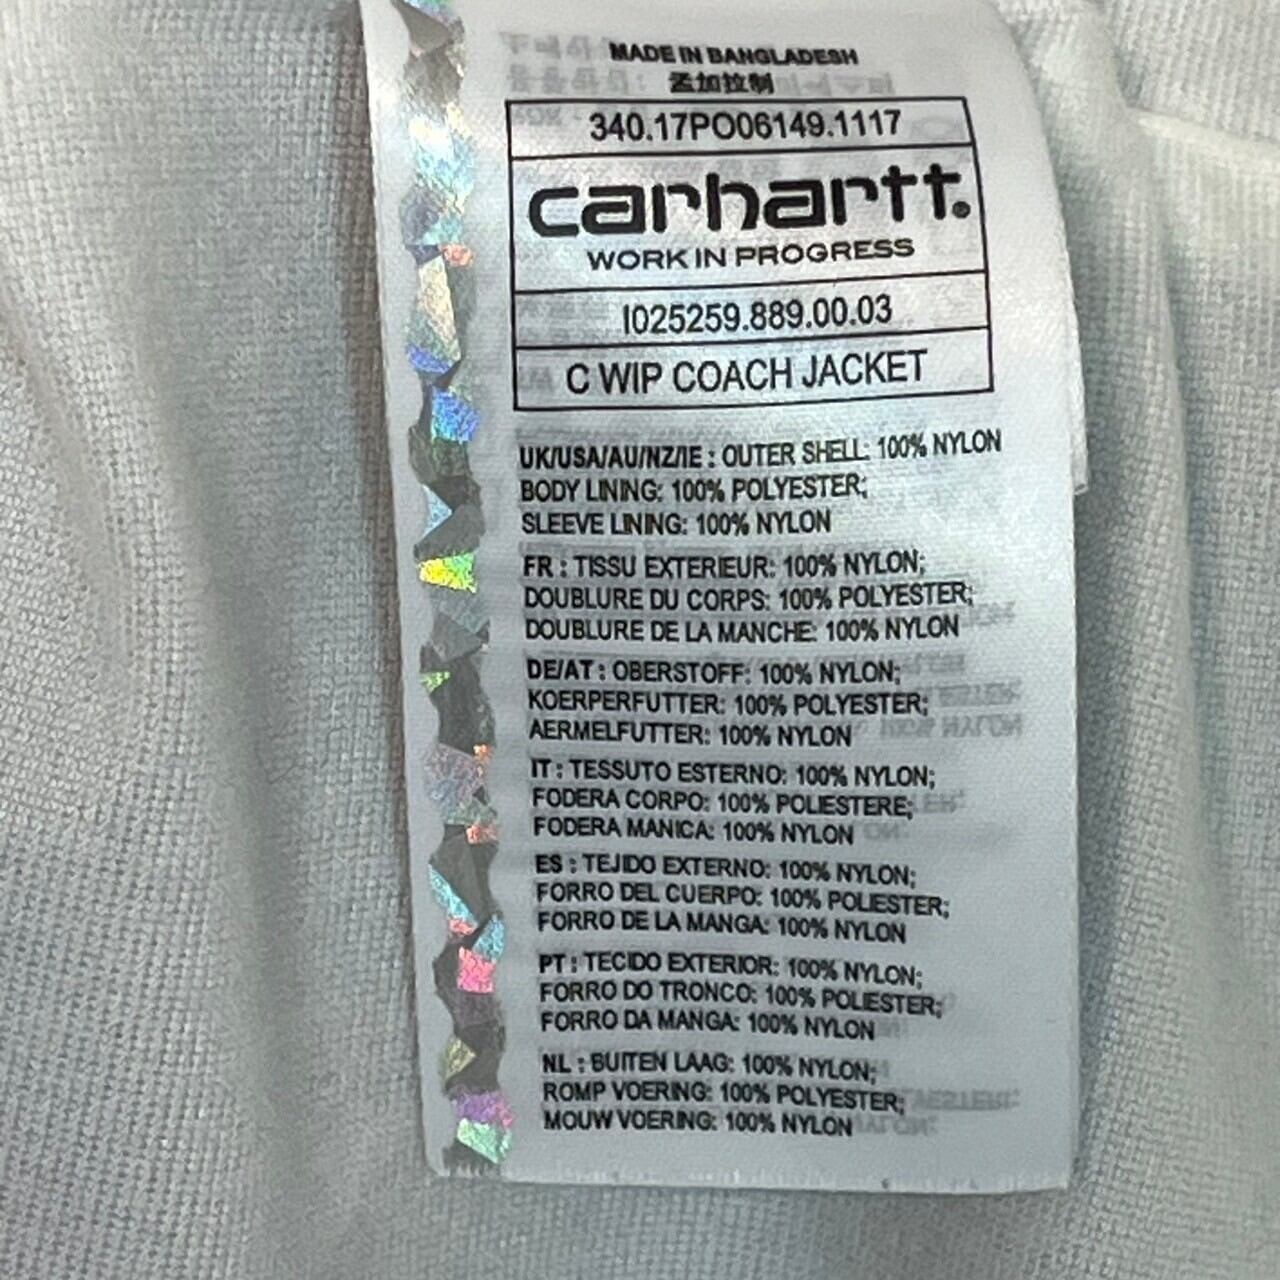 MADE IN BANGLADESH
孟加拉制
340.17PO06149.1117
carhartt.
WORK IN PROGRESS
I025259.889.00.03
C WIP COACH JACKET
UK/USA/AU/NZ/IE : OUTER SHELL: 100% NYLON
BODY LINING: 100% POLYESTER;
SLEEVE LINING: 100% NYLON
FR : TISSU EXTERIEUR: 100% NYLON;
DOUBLURE DU CORPS: 100% POLYESTER;
DOUBLURE DE LA MANCHE: 100% NYLON
DE/AT : OBERSTOFF: 100% NYLON;
KOERPERFUTTER: 100% POLYESTER;
AERMELFUTTER: 100% NYLON
IT : TESSUTO ESTERNO: 100% NYLON;
FODERA CORPO: 100% POLIESTERE;
FODERA MANICA: 100% NYLON
ES : TEJIDO EXTERNO: 100% NYLON;
FORRO DEL CUERPO: 100% POLIESTER;
FORRO DE LA MANGA: 100% NYLON
PT : TECIDO EXTERIOR: 100% NYLON;
FORRO DO TRONCO: 100% POLIESTER;
FORRO DA MANGA: 100% NYLON
NL : BUITEN LAAG: 100% NYLON;
ROMP VOERING: 100% POLYESTER;
MOUW VOERING: 100% NYLON